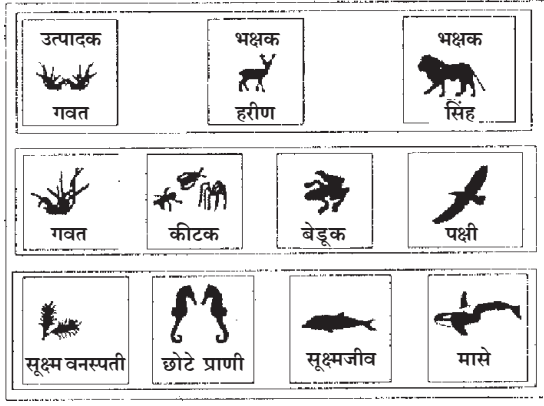 उत्पादक भक्षक भक्षक
गवत हरीण सिंह
गवत कीटक बेडूक पक्षी
सूक्ष्म वनस्पती छोटे प्राणी सूक्ष्मजीव मासे